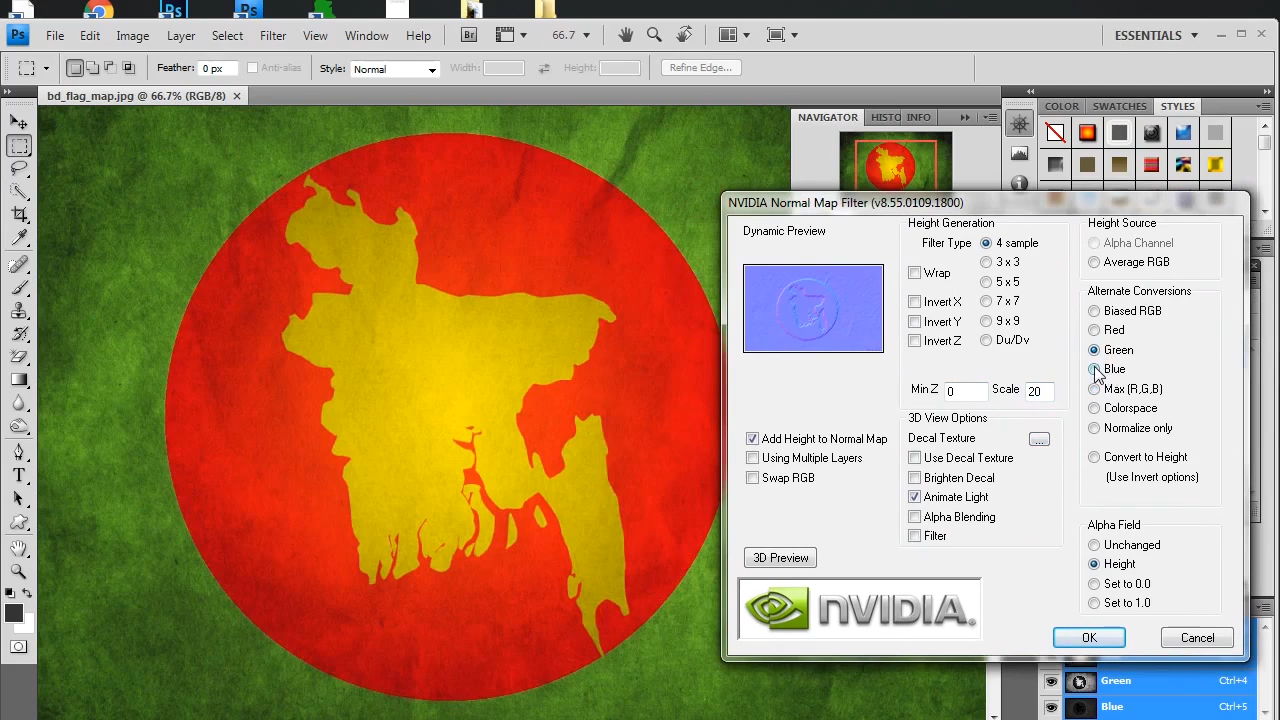 Ps File Edit Image Layer Select Filter View Window Help Br 66.7 ESSENTIALS
Feather: 0 px Anti-alias Style: Normal Width: Height: Refine Edge...
bd_flag_map.jpg @ 66.7% (RGB/8)
NAVIGATOR HISTO INFO
COLOR SWATCHES STYLES
NVIDIA Normal Map Filter (v8.55.0109.1800)
Dynamic Preview
Add Height to Normal Map
Using Multiple Layers
Swap RGB
3D Preview
NVIDIA.
Height Generation
Filter Type 4 sample
3 x 3
Wrap
5 x 5
Invert X 7 x 7
Invert Y 9 x 9
Invert Z Du/Dv
Min Z 0 Scale 20
3D View Options
Decal Texture ...
Use Decal Texture
Brighten Decal
Animate Light
Alpha Blending
Filter
Height Source
Alpha Channel
Average RGB
Alternate Conversions
Biased RGB
Red
Green
Blue
Max (R,G,B)
Colorspace
Normalize only
Convert to Height
(Use Invert options)
Alpha Field
Unchanged
Height
Set to 0.0
Set to 1.0
OK Cancel
Green Ctrl+4
Blue Ctrl+5